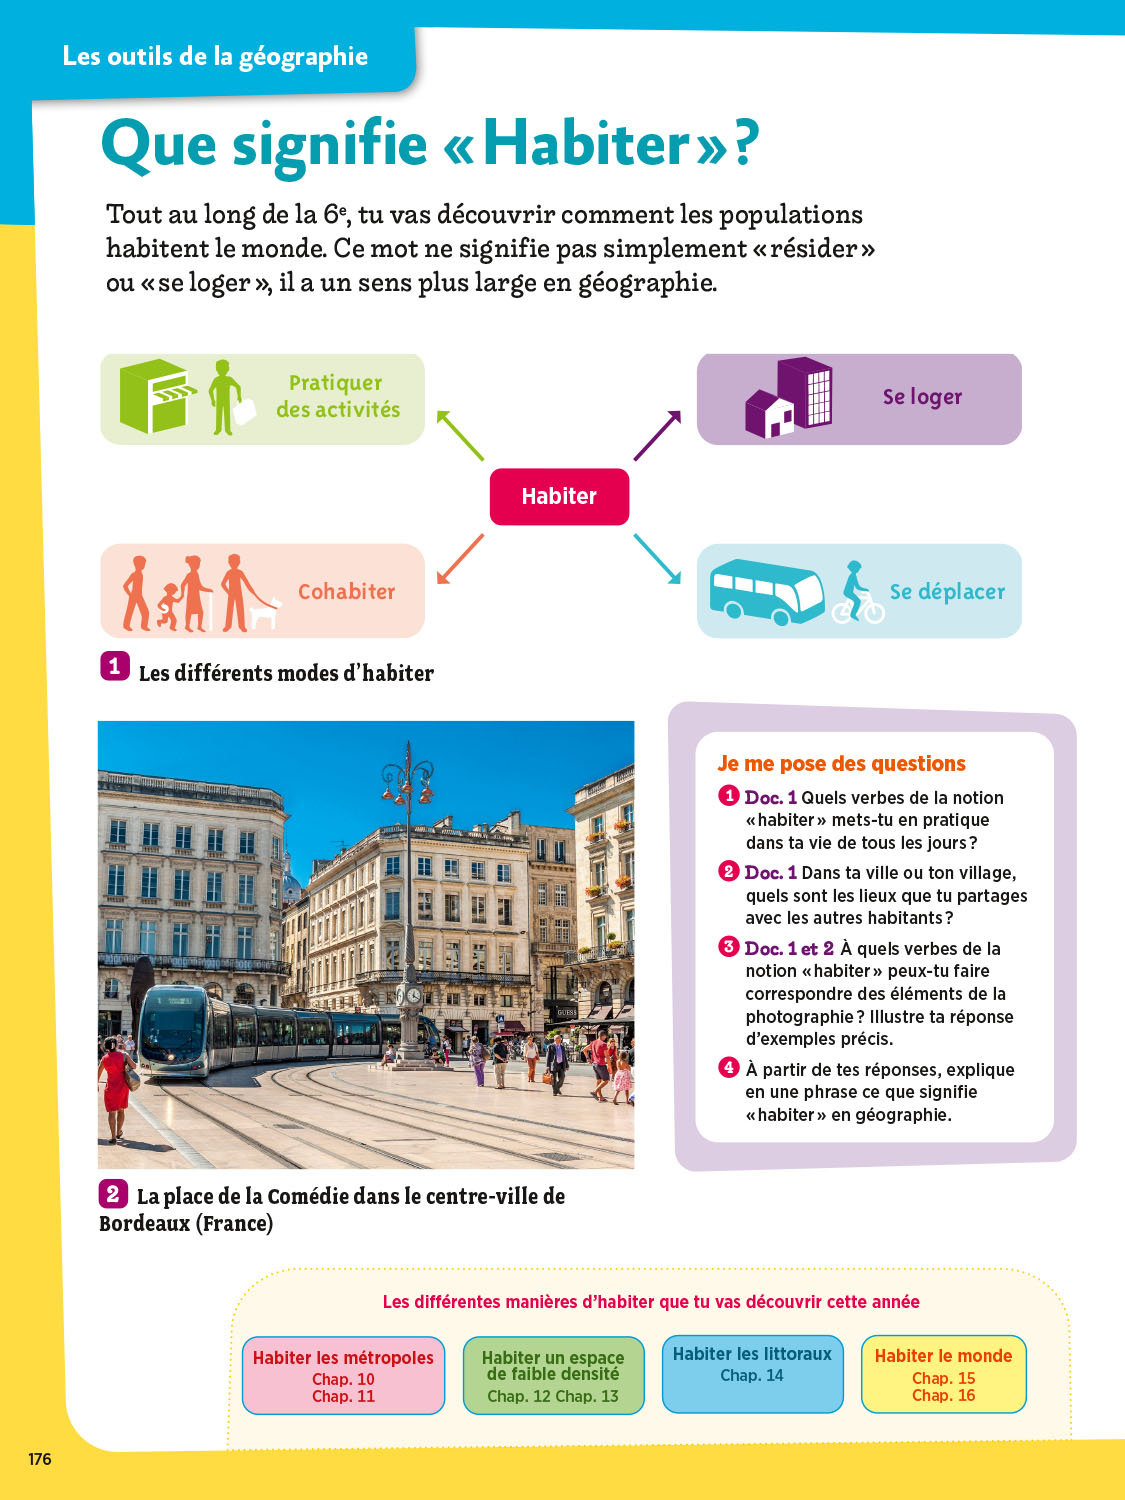 Les outils de la géographie
Que signifie « Habiter » ?
Tout au long de la 6e, tu vas découvrir comment les populations
habitent le monde. Ce mot ne signifie pas simplement « résider »
ou « se loger », il a un sens plus large en géographie.
Pratiquer
des activités
Se loger
Habiter
Cohabiter
Se déplacer
1 Les différents modes d’habiter
GUESS
2 La place de la Comédie dans le centre-ville de
Bordeaux (France)
Je me pose des questions
1 Doc. 1 Quels verbes de la notion
« habiter » mets-tu en pratique
dans ta vie de tous les jours ?
2 Doc. 1 Dans ta ville ou ton village,
quels sont les lieux que tu partages
avec les autres habitants ?
3 Doc. 1 et 2 À quels verbes de la
notion « habiter » peux-tu faire
correspondre des éléments de la
photographie ? Illustre ta réponse
d’exemples précis.
4 À partir de tes réponses, explique
en une phrase ce que signifie
« habiter » en géographie.
Les différentes manières d’habiter que tu vas découvrir cette année
Habiter les métropoles
Chap. 10
Chap. 11
Habiter un espace
de faible densité
Chap. 12 Chap. 13
Habiter les littoraux
Chap. 14
Habiter le monde
Chap. 15
Chap. 16
176